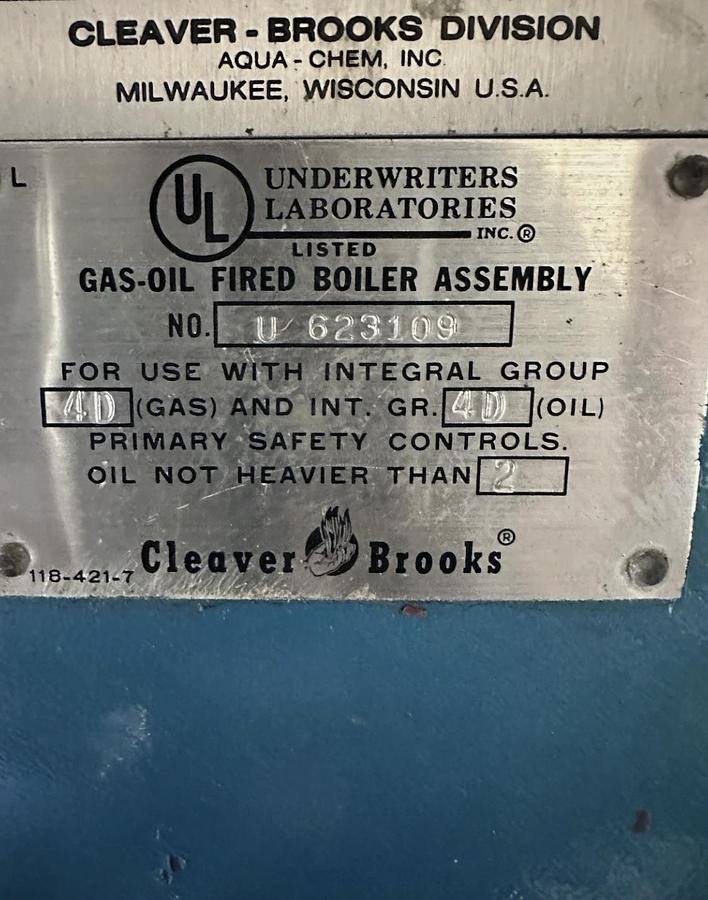 CLEAVER - BROOKS DIVISION
AQUA - CHEM, INC.
MILWAUKEE, WISCONSIN U.S.A.
L
UL UNDERWRITERS
LABORATORIES
INC.®
LISTED
GAS-OIL FIRED BOILER ASSEMBLY
NO. U 623109
FOR USE WITH INTEGRAL GROUP
4D (GAS) AND INT. GR. 4D (OIL)
PRIMARY SAFETY CONTROLS.
OIL NOT HEAVIER THAN 2
118-421-7 Cleaver Brooks®